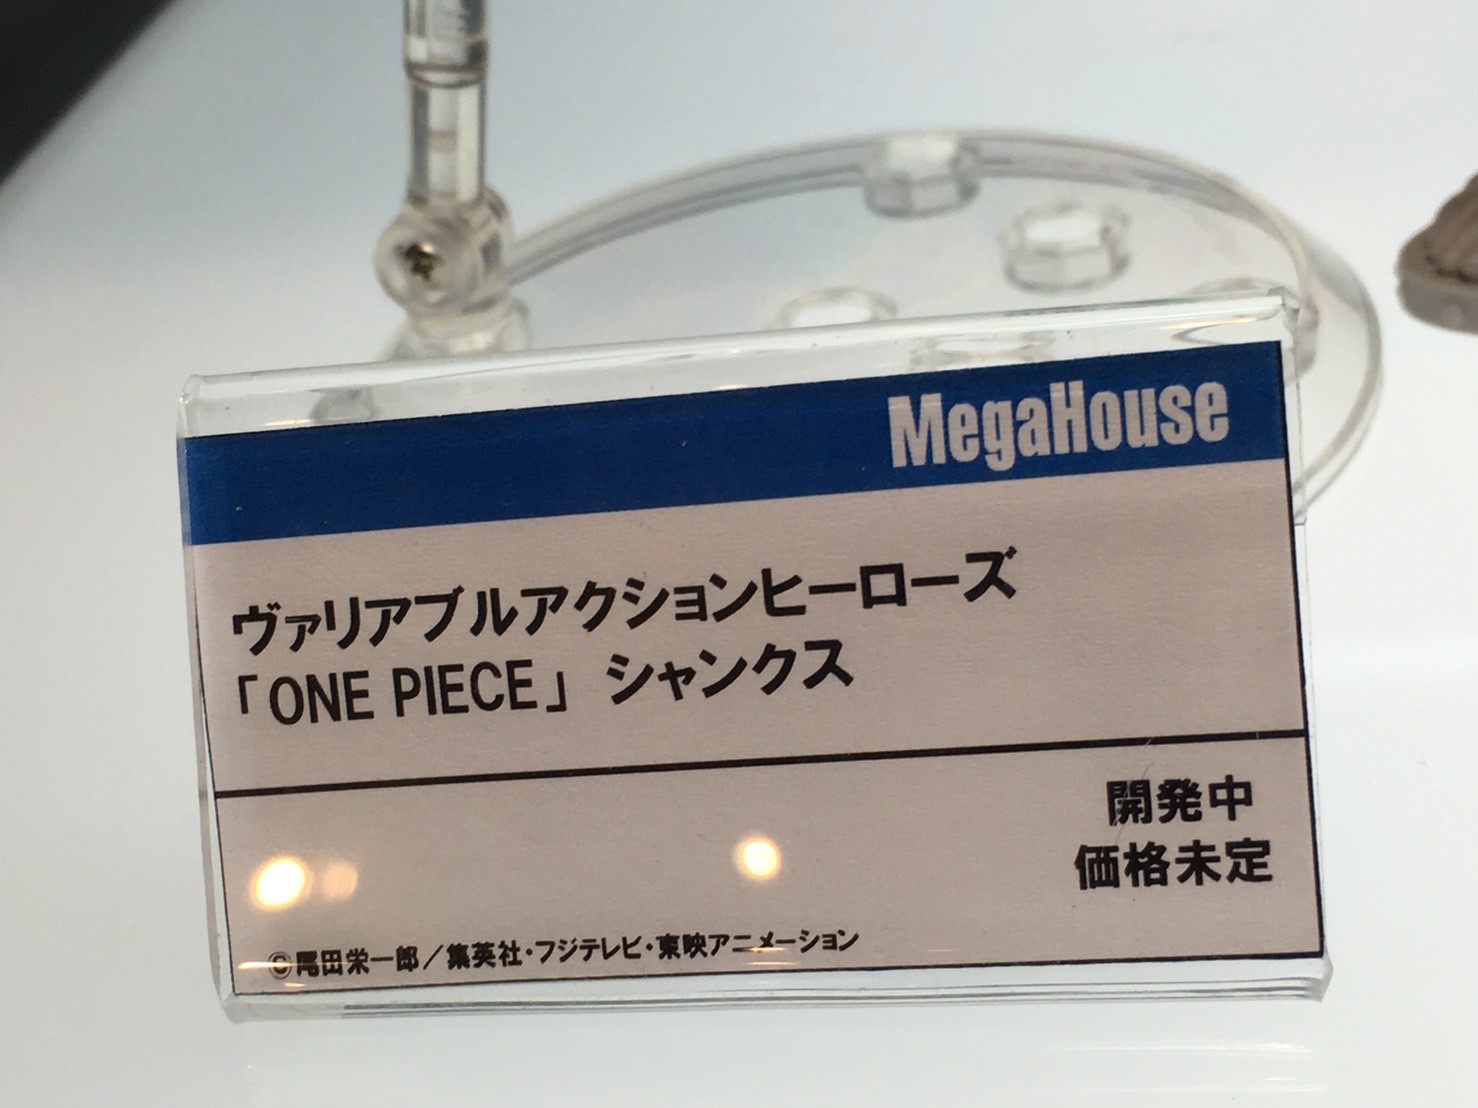 MegaHouse
ヴァリアブルアクションヒーローズ
「ONE PIECE」 シャンクス
開発中
価格未定
©尾田栄一郎／集英社・フジテレビ・東映アニメーション